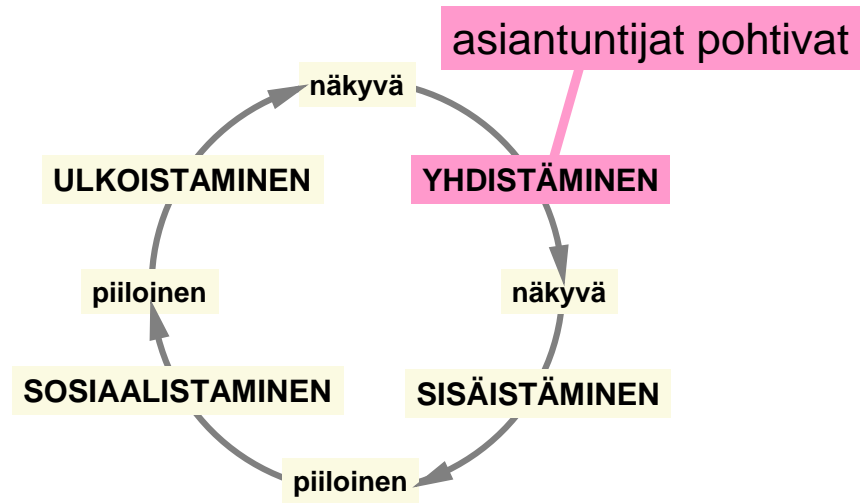 asiantuntijat pohtivat
näkyvä
ULKOISTAMINEN
YHDISTÄMINEN
piiloinen
näkyvä
SOSIAALISTAMINEN
SISÄISTÄMINEN
piiloinen